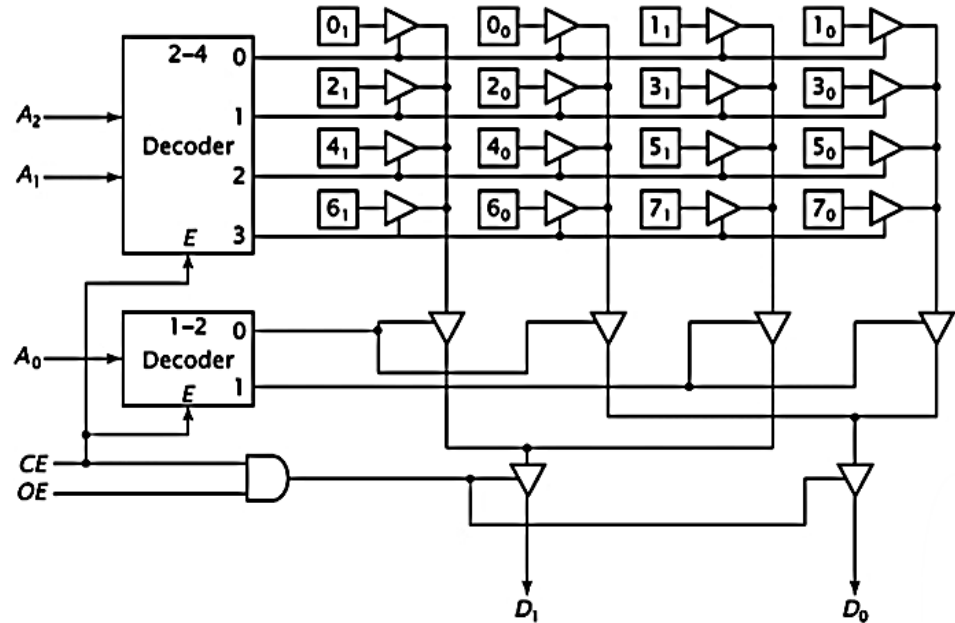 0₁ 0₀ 1₁ 1₀
2–4 0
2₁ 2₀ 3₁ 3₀
A₂ 1
Decoder 4₁ 4₀ 5₁ 5₀
A₁ 2
6₁ 6₀ 7₁ 7₀
E 3
1–2 0
A₀ Decoder
E 1
CE
OE
D₁ D₀